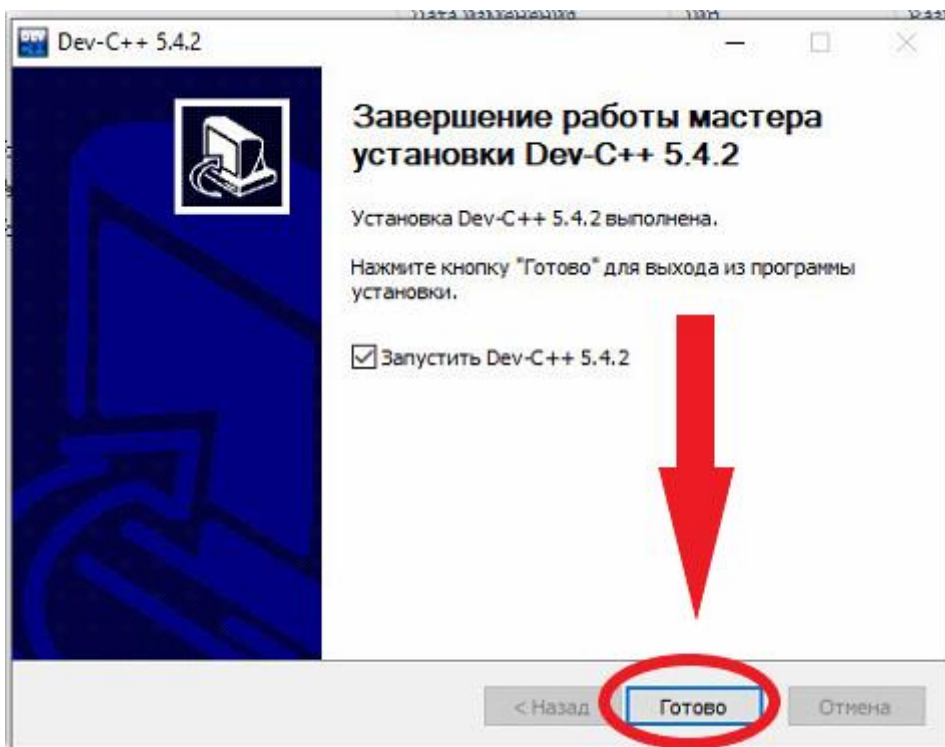 Dev-C++ 5.4.2
Завершение работы мастера
установки Dev-C++ 5.4.2
Установка Dev-C++ 5.4.2 выполнена.
Нажмите кнопку "Готово" для выхода из программы
установки.
Запустить Dev-C++ 5.4.2
< Назад
Готово
Отмена